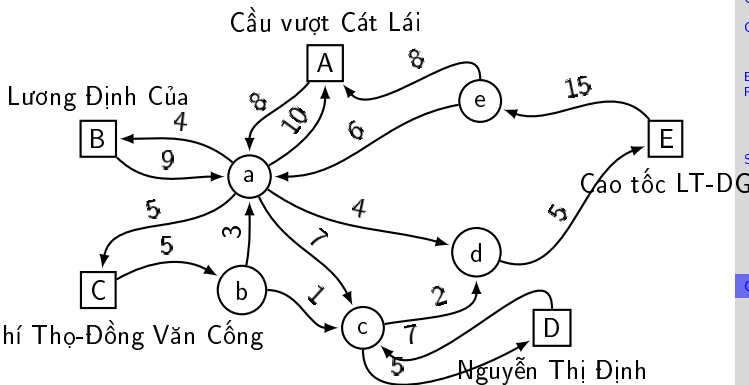 Cầu vượt Cát Lái
A
8
8
10
15
e
Lương Định Của
B
4
9
6
E
Cao tốc LT-DG
a
5
4
5
5
3
7
d
C
b
1
2
c
7
D
5
hí Thọ-Đồng Văn Cống
Nguyễn Thị Định